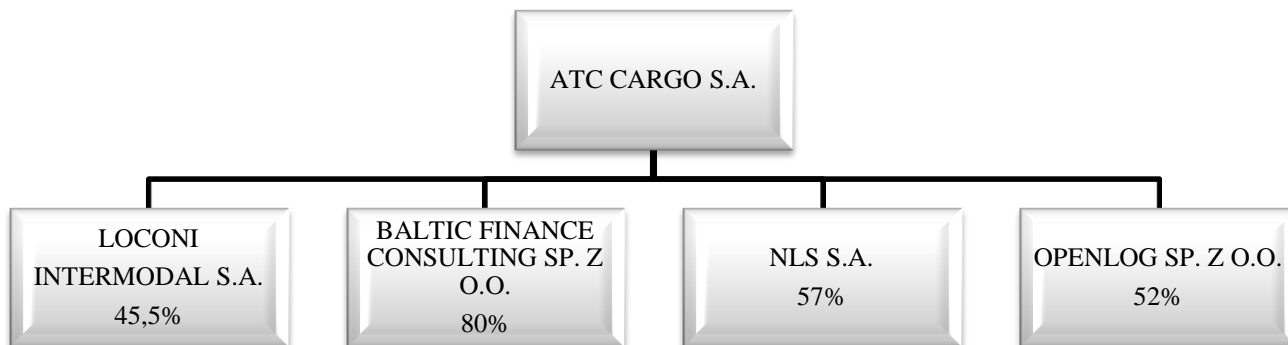 ATC CARGO S.A.
LOCONI
INTERMODAL S.A.
45,5%
BALTIC FINANCE
CONSULTING SP. Z
O.O.
80%
NLS S.A.
57%
OPENLOG SP. Z O.O.
52%